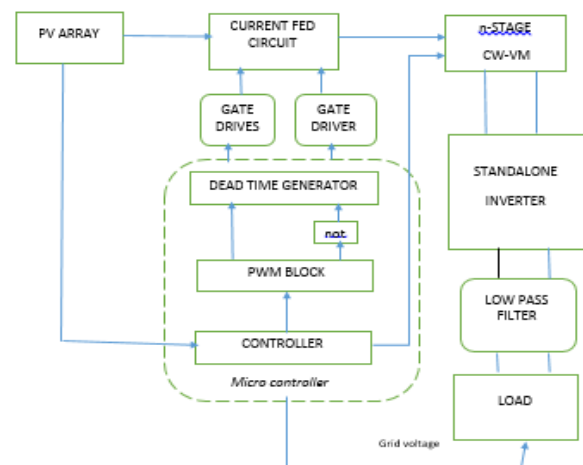 PV ARRAY
CURRENT FED
CIRCUIT
n-STAGE
CW-VM
GATE
DRIVES
GATE
DRIVER
DEAD TIME GENERATOR
not
PWM BLOCK
CONTROLLER
Micro controller
STANDALONE
INVERTER
LOW PASS
FILTER
LOAD
Grid voltage